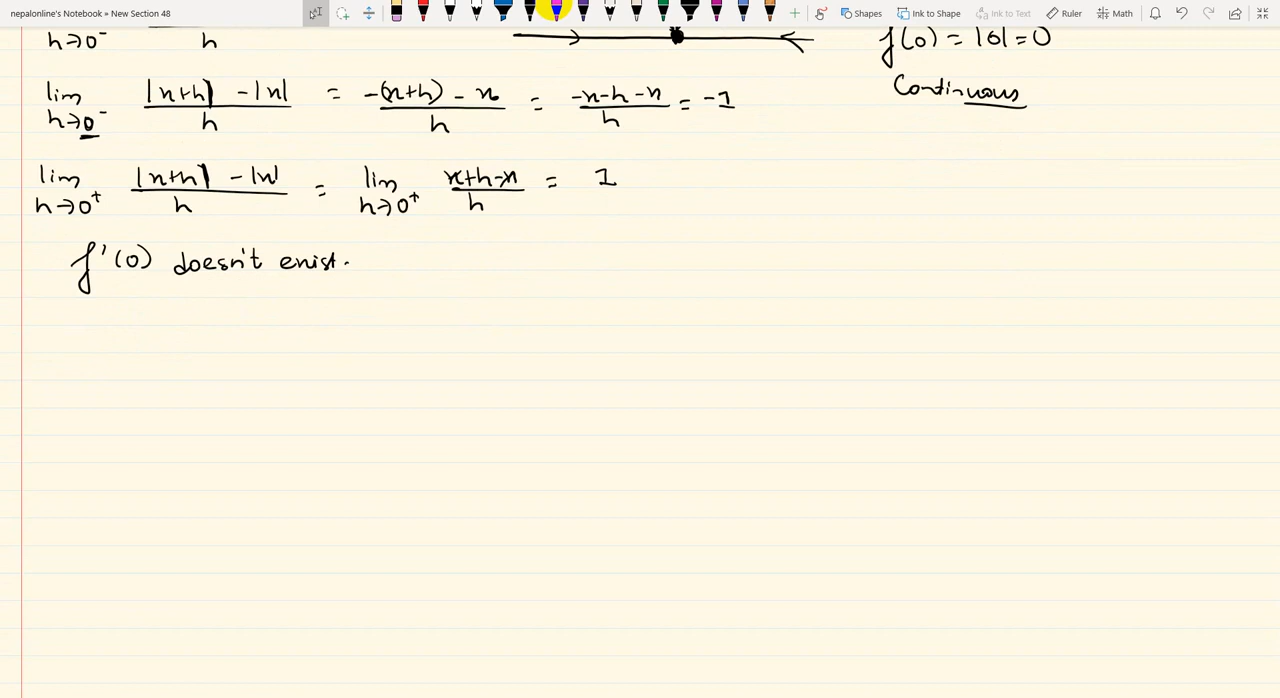 nepalonline's Notebook » New Section 48
Shapes Ink to Shape Ink to Text Ruler Math
h→0⁻ h
f(0) = |0| = 0
Continuous
lim h→0⁻ |x+h| - |x| / h = -(x+h) - x / h = -x-h-x / h = -1
lim h→0⁺ |x+h| - |x| / h = lim h→0⁺ x+h-x / h = 1
f'(0) doesn't exist.